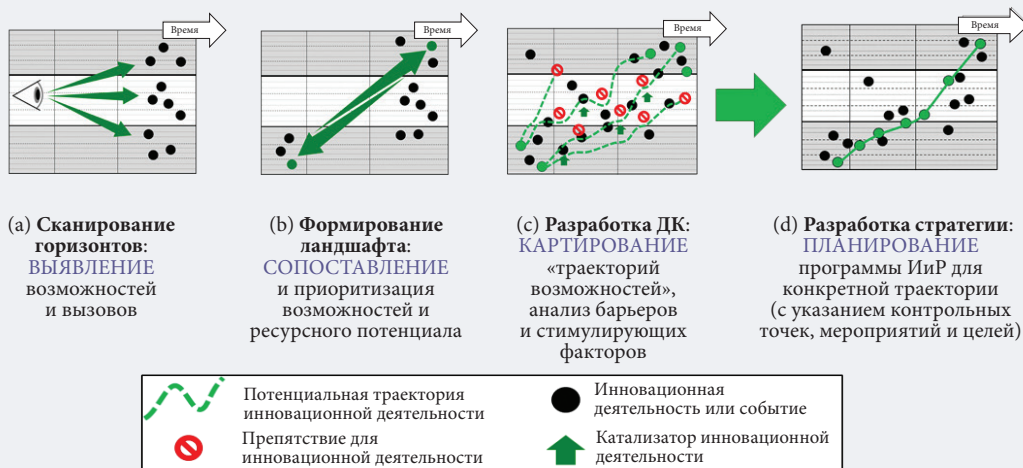 Время
Время
Время
Время
(a) Сканирование
горизонтов:
ВЫЯВЛЕНИЕ
возможностей
и вызовов
(b) Формирование
ландшафта:
СОПОСТАВЛЕНИЕ
и приоритизация
возможностей и
ресурсного потенциала
(c) Разработка ДК:
КАРТИРОВАНИЕ
«траекторий
возможностей»,
анализ барьеров
и стимулирующих
факторов
(d) Разработка стратегии:
ПЛАНИРОВАНИЕ
программы ИиР для
конкретной траектории
(с указанием контрольных
точек, мероприятий и целей)
Потенциальная траектория
инновационной деятельности
Препятствие для
инновационной деятельности
Инновационная
деятельность или событие
Катализатор инновационной
деятельности